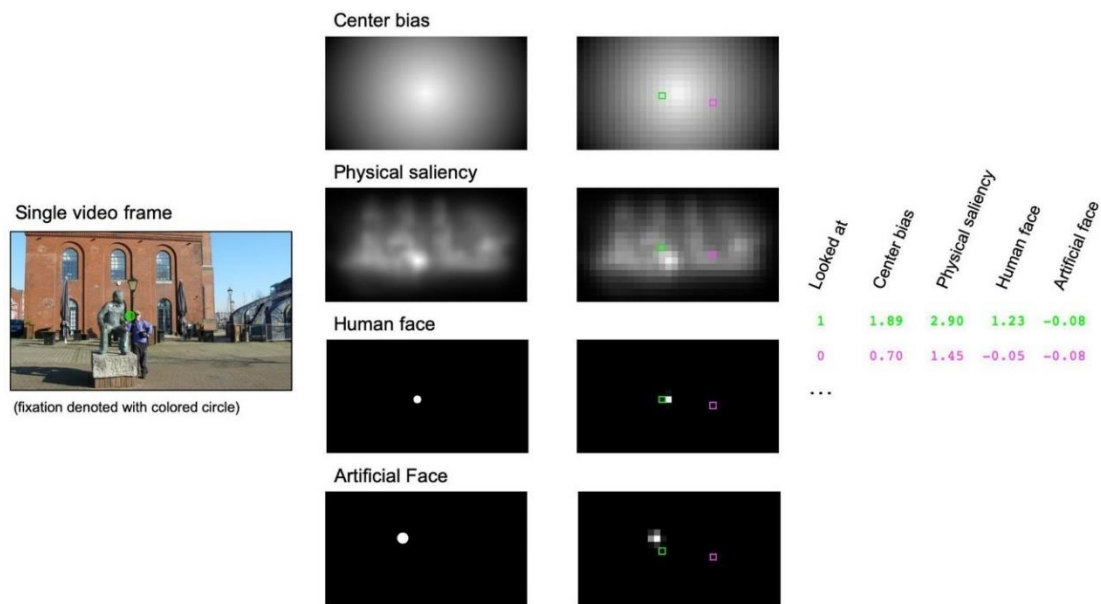 Center bias
Physical saliency
Single video frame
(fixation denoted with colored circle)
Human face
Artificial Face
Looked at
Center bias
Physical saliency
Human face
Artificial face
1 1.89 2.90 1.23 -0.08
0 0.70 1.45 -0.05 -0.08
...